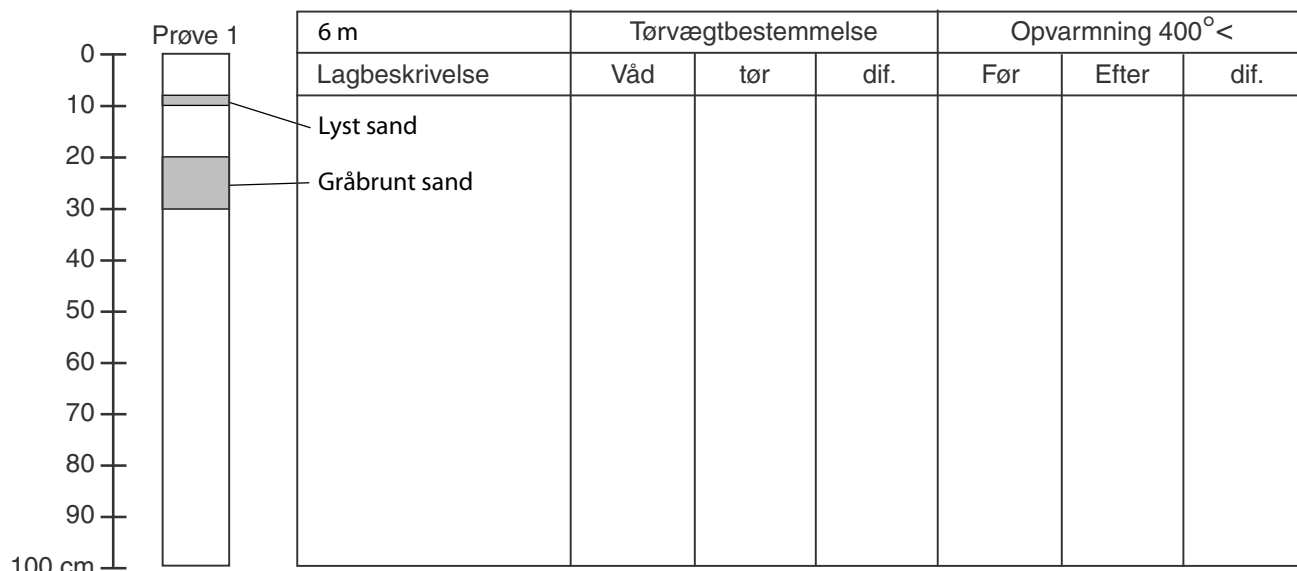 Prøve 1
6 m Tørvægtbestemmelse Opvarmning 400°<
Lagbeskrivelse Våd tør dif. Før Efter dif.
0
10
Lyst sand
20
Gråbrunt sand
30
40
50
60
70
80
90
100 cm